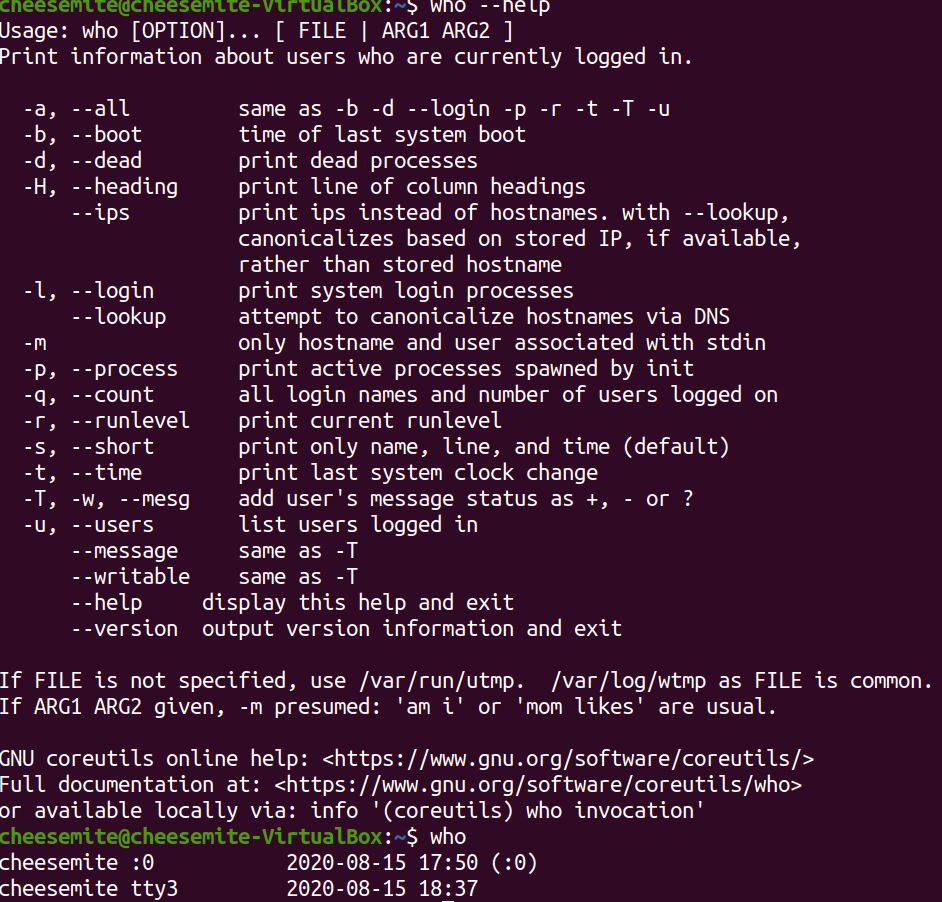 cheesemite@cheesemite-VirtualBox:~$ who --help
Usage: who [OPTION]... [ FILE | ARG1 ARG2 ]
Print information about users who are currently logged in.

  -a, --all         same as -b -d --login -p -r -t -T -u
  -b, --boot        time of last system boot
  -d, --dead        print dead processes
  -H, --heading     print line of column headings
      --ips         print ips instead of hostnames. with --lookup,
                    canonicalizes based on stored IP, if available,
                    rather than stored hostname
  -l, --login       print system login processes
      --lookup      attempt to canonicalize hostnames via DNS
  -m                only hostname and user associated with stdin
  -p, --process     print active processes spawned by init
  -q, --count       all login names and number of users logged on
  -r, --runlevel    print current runlevel
  -s, --short       print only name, line, and time (default)
  -t, --time        print last system clock change
  -T, -w, --mesg    add user's message status as +, - or ?
  -u, --users       list users logged in
      --message     same as -T
      --writable    same as -T
      --help     display this help and exit
      --version  output version information and exit

If FILE is not specified, use /var/run/utmp.  /var/log/wtmp as FILE is common.
If ARG1 ARG2 given, -m presumed: 'am i' or 'mom likes' are usual.

GNU coreutils online help: <https://www.gnu.org/software/coreutils/>
Full documentation at: <https://www.gnu.org/software/coreutils/who>
or available locally via: info '(coreutils) who invocation'
cheesemite@cheesemite-VirtualBox:~$ who
cheesemite :0           2020-08-15 17:50 (:0)
cheesemite tty3         2020-08-15 18:37